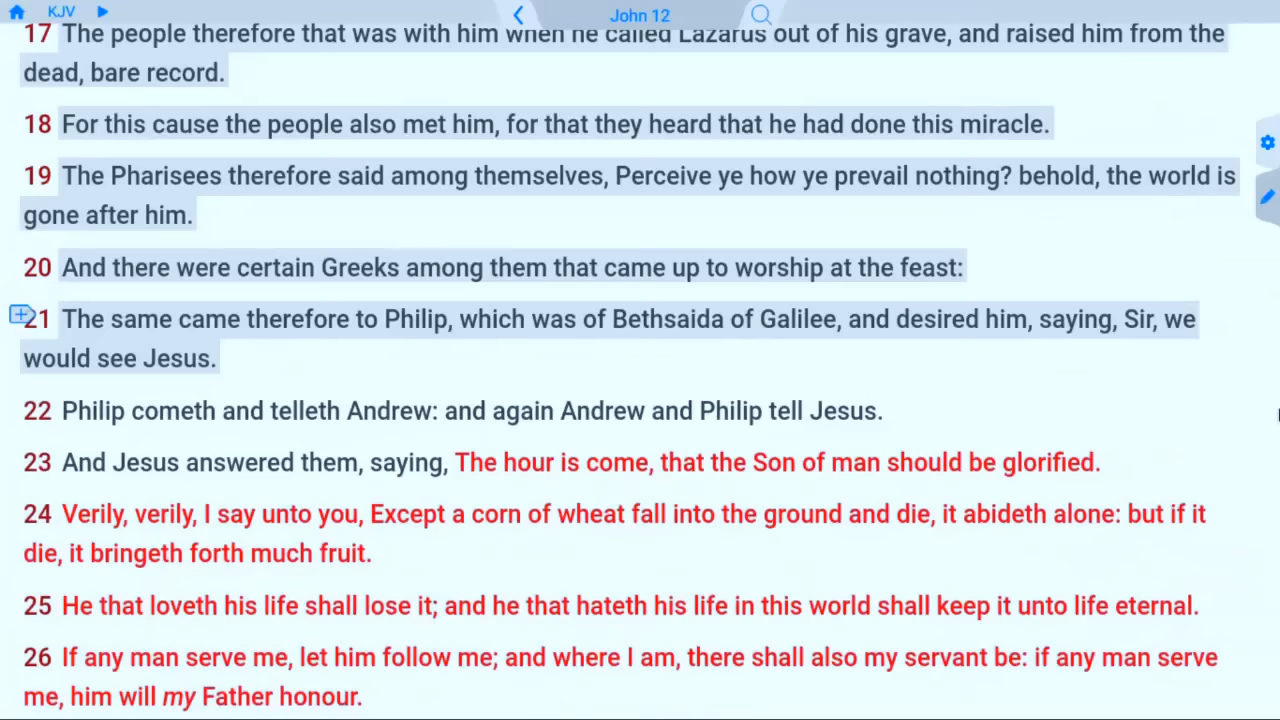 KJV
John 12
17 The people therefore that was with him when he called Lazarus out of his grave, and raised him from the
dead, bare record.
18 For this cause the people also met him, for that they heard that he had done this miracle.
19 The Pharisees therefore said among themselves, Perceive ye how ye prevail nothing? behold, the world is
gone after him.
20 And there were certain Greeks among them that came up to worship at the feast:
21 The same came therefore to Philip, which was of Bethsaida of Galilee, and desired him, saying, Sir, we
would see Jesus.
22 Philip cometh and telleth Andrew: and again Andrew and Philip tell Jesus.
23 And Jesus answered them, saying, The hour is come, that the Son of man should be glorified.
24 Verily, verily, I say unto you, Except a corn of wheat fall into the ground and die, it abideth alone: but if it
die, it bringeth forth much fruit.
25 He that loveth his life shall lose it; and he that hateth his life in this world shall keep it unto life eternal.
26 If any man serve me, let him follow me; and where I am, there shall also my servant be: if any man serve
me, him will my Father honour.